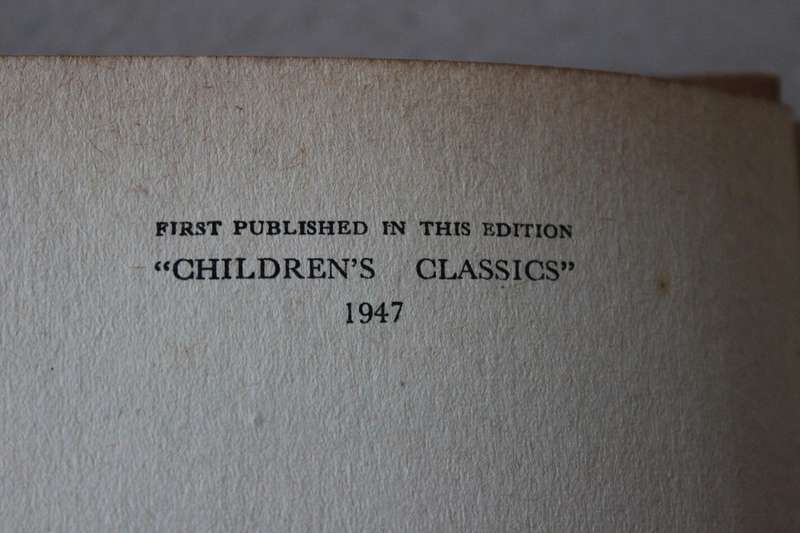 FIRST PUBLISHED IN THIS EDITION
“CHILDREN'S CLASSICS”
1947